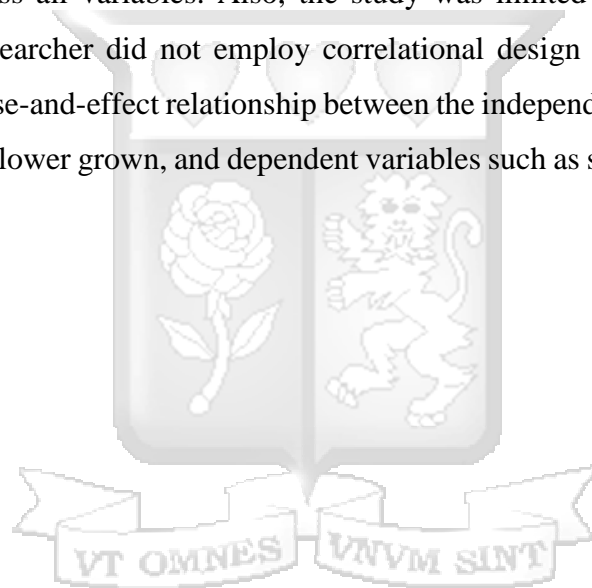 ss all variables. Also, the study was limited
earcher did not employ correlational design
se-and-effect relationship between the independ
lower grown, and dependent variables such as s
VT OMNES VNVM SINT